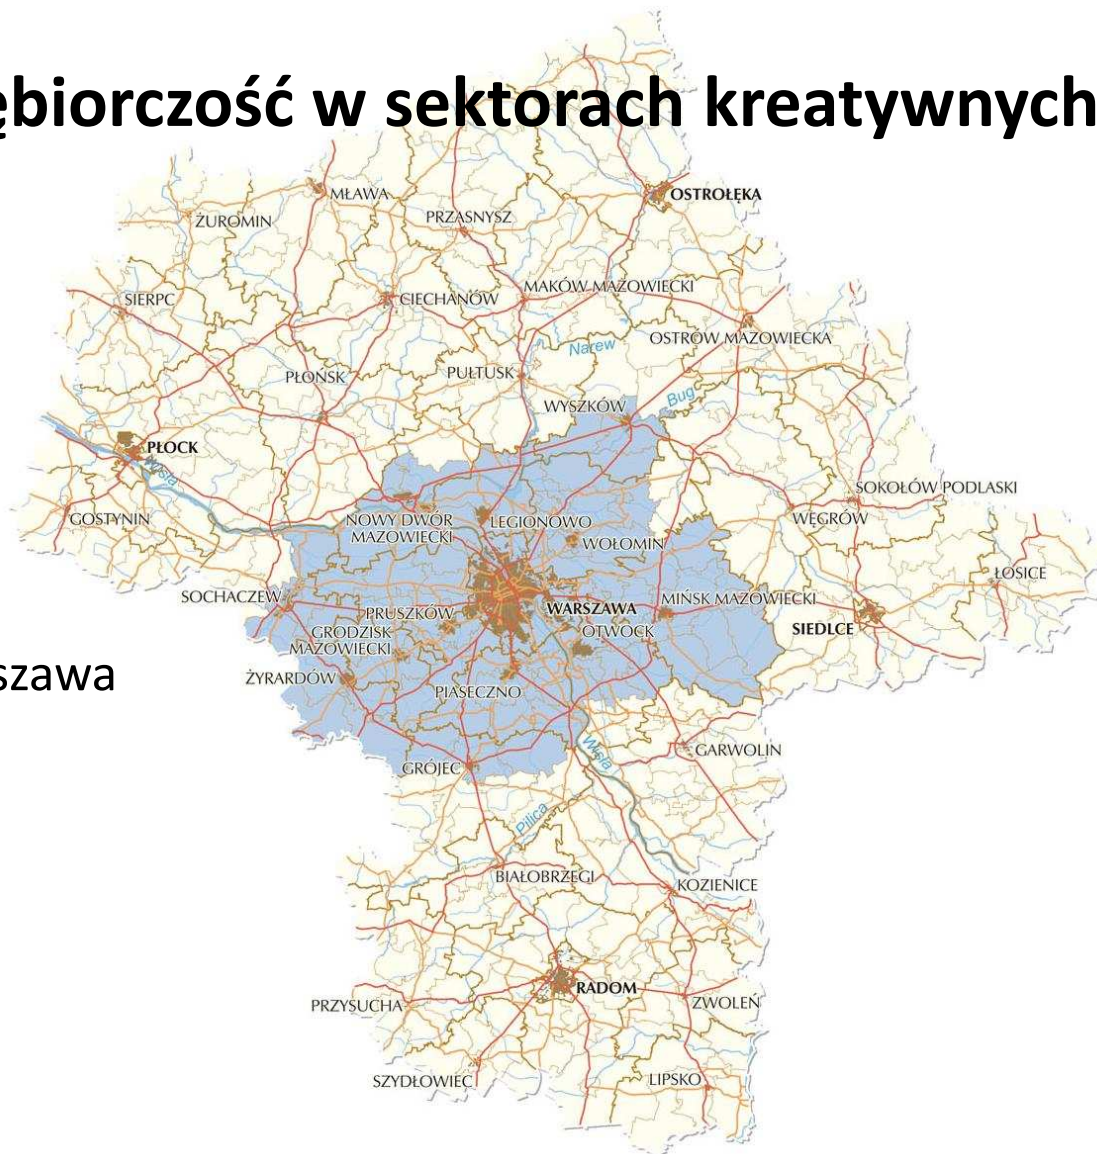 ębiorczość w sektorach kreatywnych
MŁAWA
OSTROŁĘKA
ŻUROMIN
PRZASNYSZ
SIERPC
CIECHANÓW
MAKÓW MAZOWIECKI
OSTRÓW MAZOWIECKA
Narew
PŁOŃSK
PUŁTUSK
Bug
WYSZKÓW
PŁOCK
Wisła
SOKOŁÓW PODLASKI
GOSTYNIN
NOWY DWÓR
MAZOWIECKI
LEGIONOWO
WĘGRÓW
WOŁOMIN
ŁOSICE
SOCHACZEW
PRUSZKÓW
WARSZAWA
MIŃSK MAZOWIECKI
SIEDLCE
GRODZISK
MAZOWIECKI
OTWOCK
szawa
ŻYRARDÓW
PIASECZNO
GARWOLIN
Wisła
GRÓJEC
Pilica
BIAŁOBRZEGI
KOZIENICE
RADOM
PRZYSUCHA
ZWOLEŃ
SZYDŁOWIEC
LIPSKO